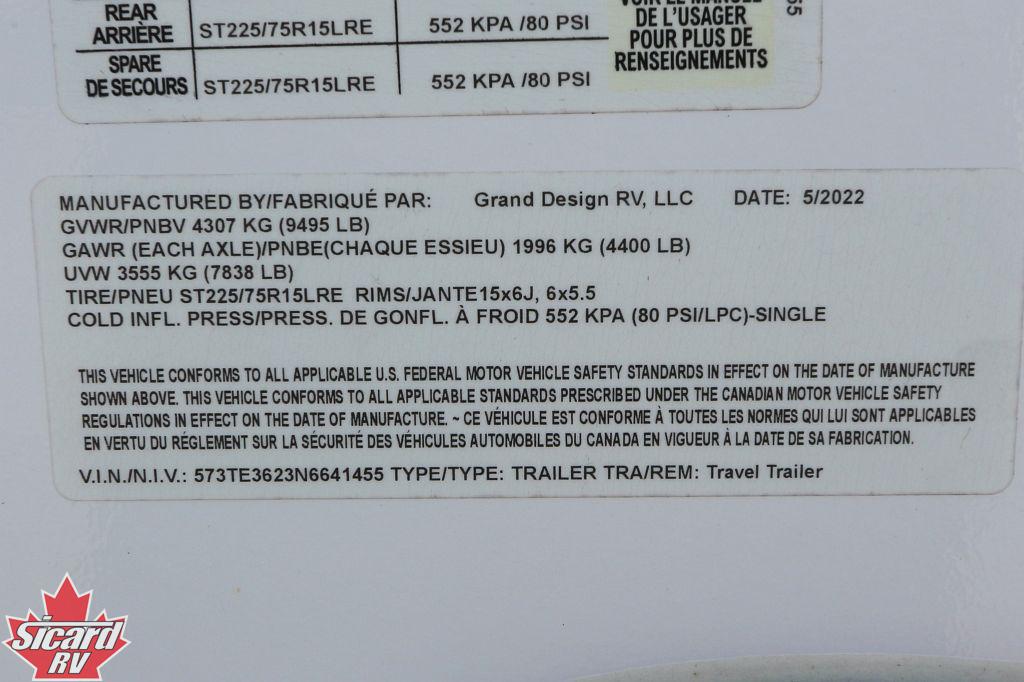 REAR
ARRIÈRE ST225/75R15LRE 552 KPA /80 PSI
SPARE
DE SECOURS ST225/75R15LRE 552 KPA /80 PSI
VOIR LE MANUEL
DE L'USAGER
POUR PLUS DE
RENSEIGNEMENTS
55
MANUFACTURED BY/FABRIQUÉ PAR: Grand Design RV, LLC DATE: 5/2022
GVWR/PNBV 4307 KG (9495 LB)
GAWR (EACH AXLE)/PNBE(CHAQUE ESSIEU) 1996 KG (4400 LB)
UVW 3555 KG (7838 LB)
TIRE/PNEU ST225/75R15LRE RIMS/JANTE15x6J, 6x5.5
COLD INFL. PRESS/PRESS. DE GONFL. À FROID 552 KPA (80 PSI/LPC)-SINGLE
THIS VEHICLE CONFORMS TO ALL APPLICABLE U.S. FEDERAL MOTOR VEHICLE SAFETY STANDARDS IN EFFECT ON THE DATE OF MANUFACTURE
SHOWN ABOVE. THIS VEHICLE CONFORMS TO ALL APPLICABLE STANDARDS PRESCRIBED UNDER THE CANADIAN MOTOR VEHICLE SAFETY
REGULATIONS IN EFFECT ON THE DATE OF MANUFACTURE. ~ CE VÉHICULE EST CONFORME À TOUTES LES NORMES QUI LUI SONT APPLICABLES
EN VERTU DU RÉGLEMENT SUR LA SÉCURITÉ DES VÉHICULES AUTOMOBILES DU CANADA EN VIGUEUR À LA DATE DE SA FABRICATION.
V.I.N./N.I.V.: 573TE3623N6641455 TYPE/TYPE: TRAILER TRA/REM: Travel Trailer
Sicard
RV